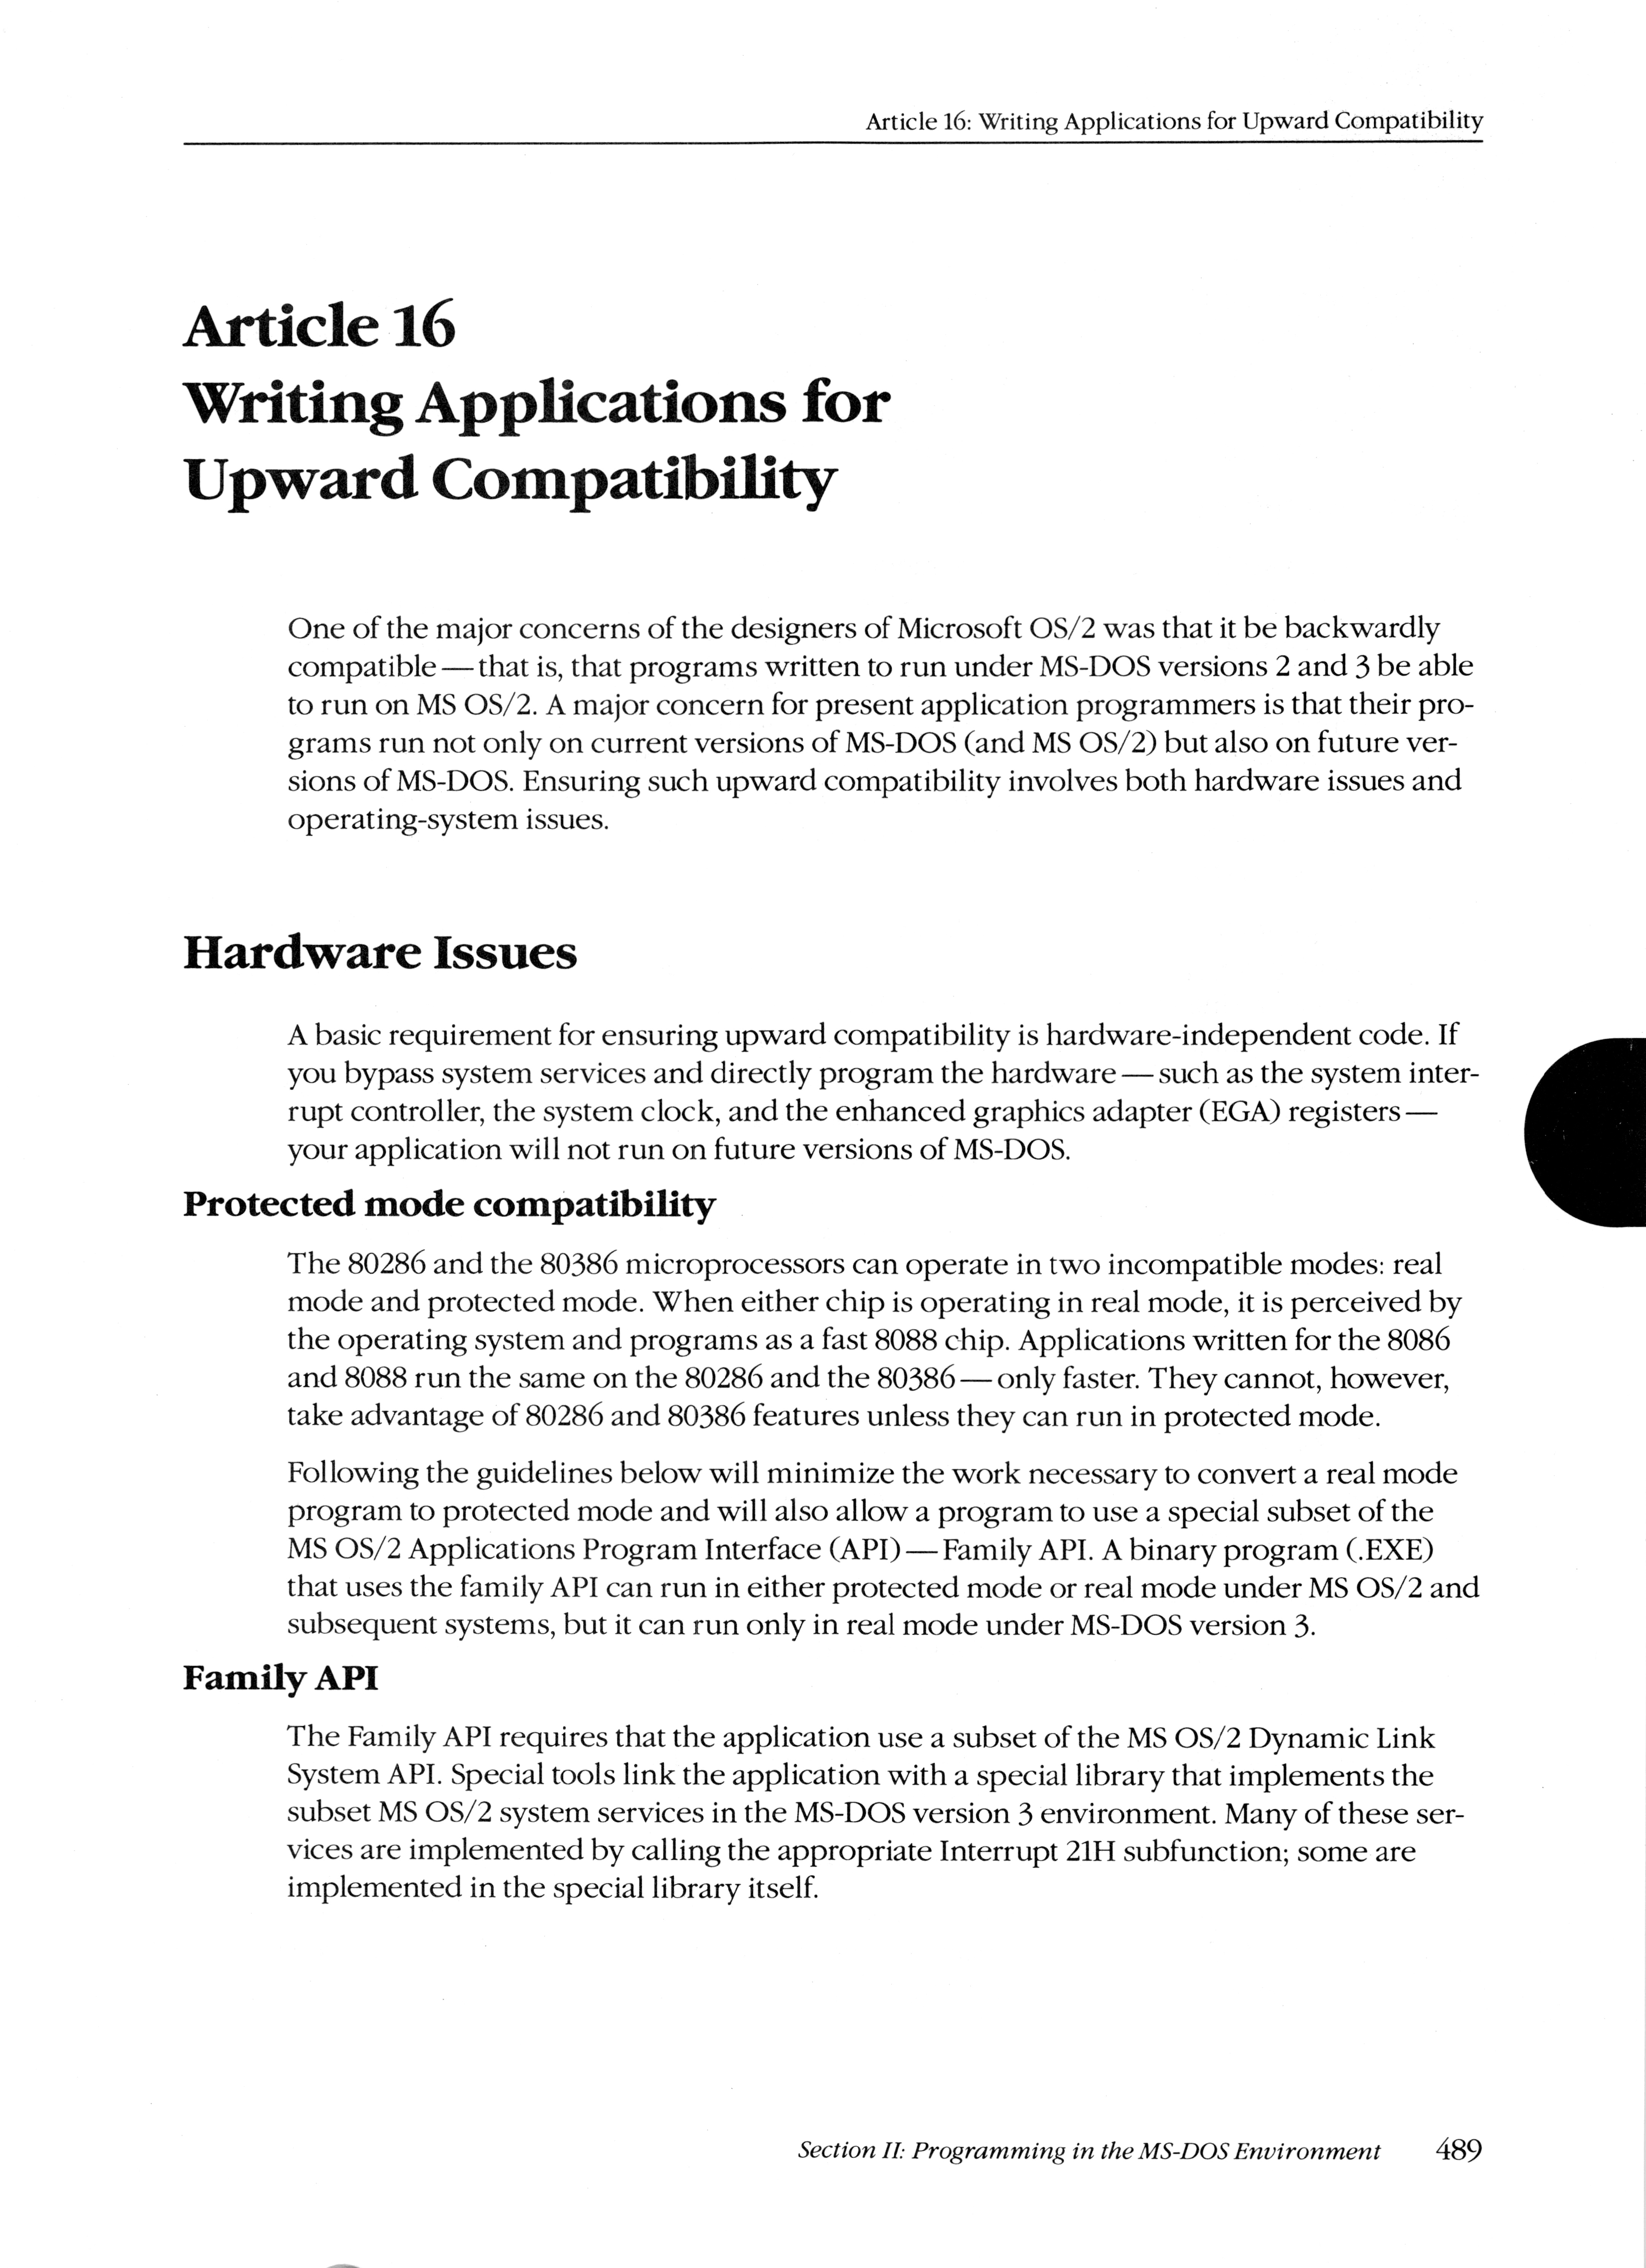 Article 16: Writing Applications for Upward Compatibility
Article 16
Writing Applications for
Upward Compatibility
One of the major concerns of the designers of Microsoft OS/2 was that it be backwardly
compatible — that is, that programs written to run under MS-DOS versions 2 and 3 be able
to run on MS OS/2. A major concern for present application programmers is that their pro-
grams run not only on current versions of MS-DOS (and MS OS/2) but also on future ver-
sions of MS-DOS. Ensuring such upward compatibility involves both hardware issues and
operating-system issues.
Hardware Issues
A basic requirement for ensuring upward compatibility is hardware-independent code. If
you bypass system services and directly program the hardware — such as the system inter-
rupt controller, the system clock, and the enhanced graphics adapter (EGA) registers —
your application will not run on future versions of MS-DOS.
Protected mode compatibility
The 80286 and the 80386 microprocessors can operate in two incompatible modes: real
mode and protected mode. When either chip is operating in real mode, it is perceived by
the operating system and programs as a fast 8088 chip. Applications written for the 8086
and 8088 run the same on the 80286 and the 80386 — only faster. They cannot, however,
take advantage of 80286 and 80386 features unless they can run in protected mode.
Following the guidelines below will minimize the work necessary to convert a real mode
program to protected mode and will also allow a program to use a special subset of the
MS OS/2 Applications Program Interface (API) — Family API. A binary program (.EXE)
that uses the family API can run in either protected mode or real mode under MS OS/2 and
subsequent systems, but it can run only in real mode under MS-DOS version 3.
Family API
The Family API requires that the application use a subset of the MS OS/2 Dynamic Link
System API. Special tools link the application with a special library that implements the
subset MS OS/2 system services in the MS-DOS version 3 environment. Many of these ser-
vices are implemented by calling the appropriate Interrupt 21H subfunction; some are
implemented in the special library itself.
Section II: Programming in the MS-DOS Environment 489